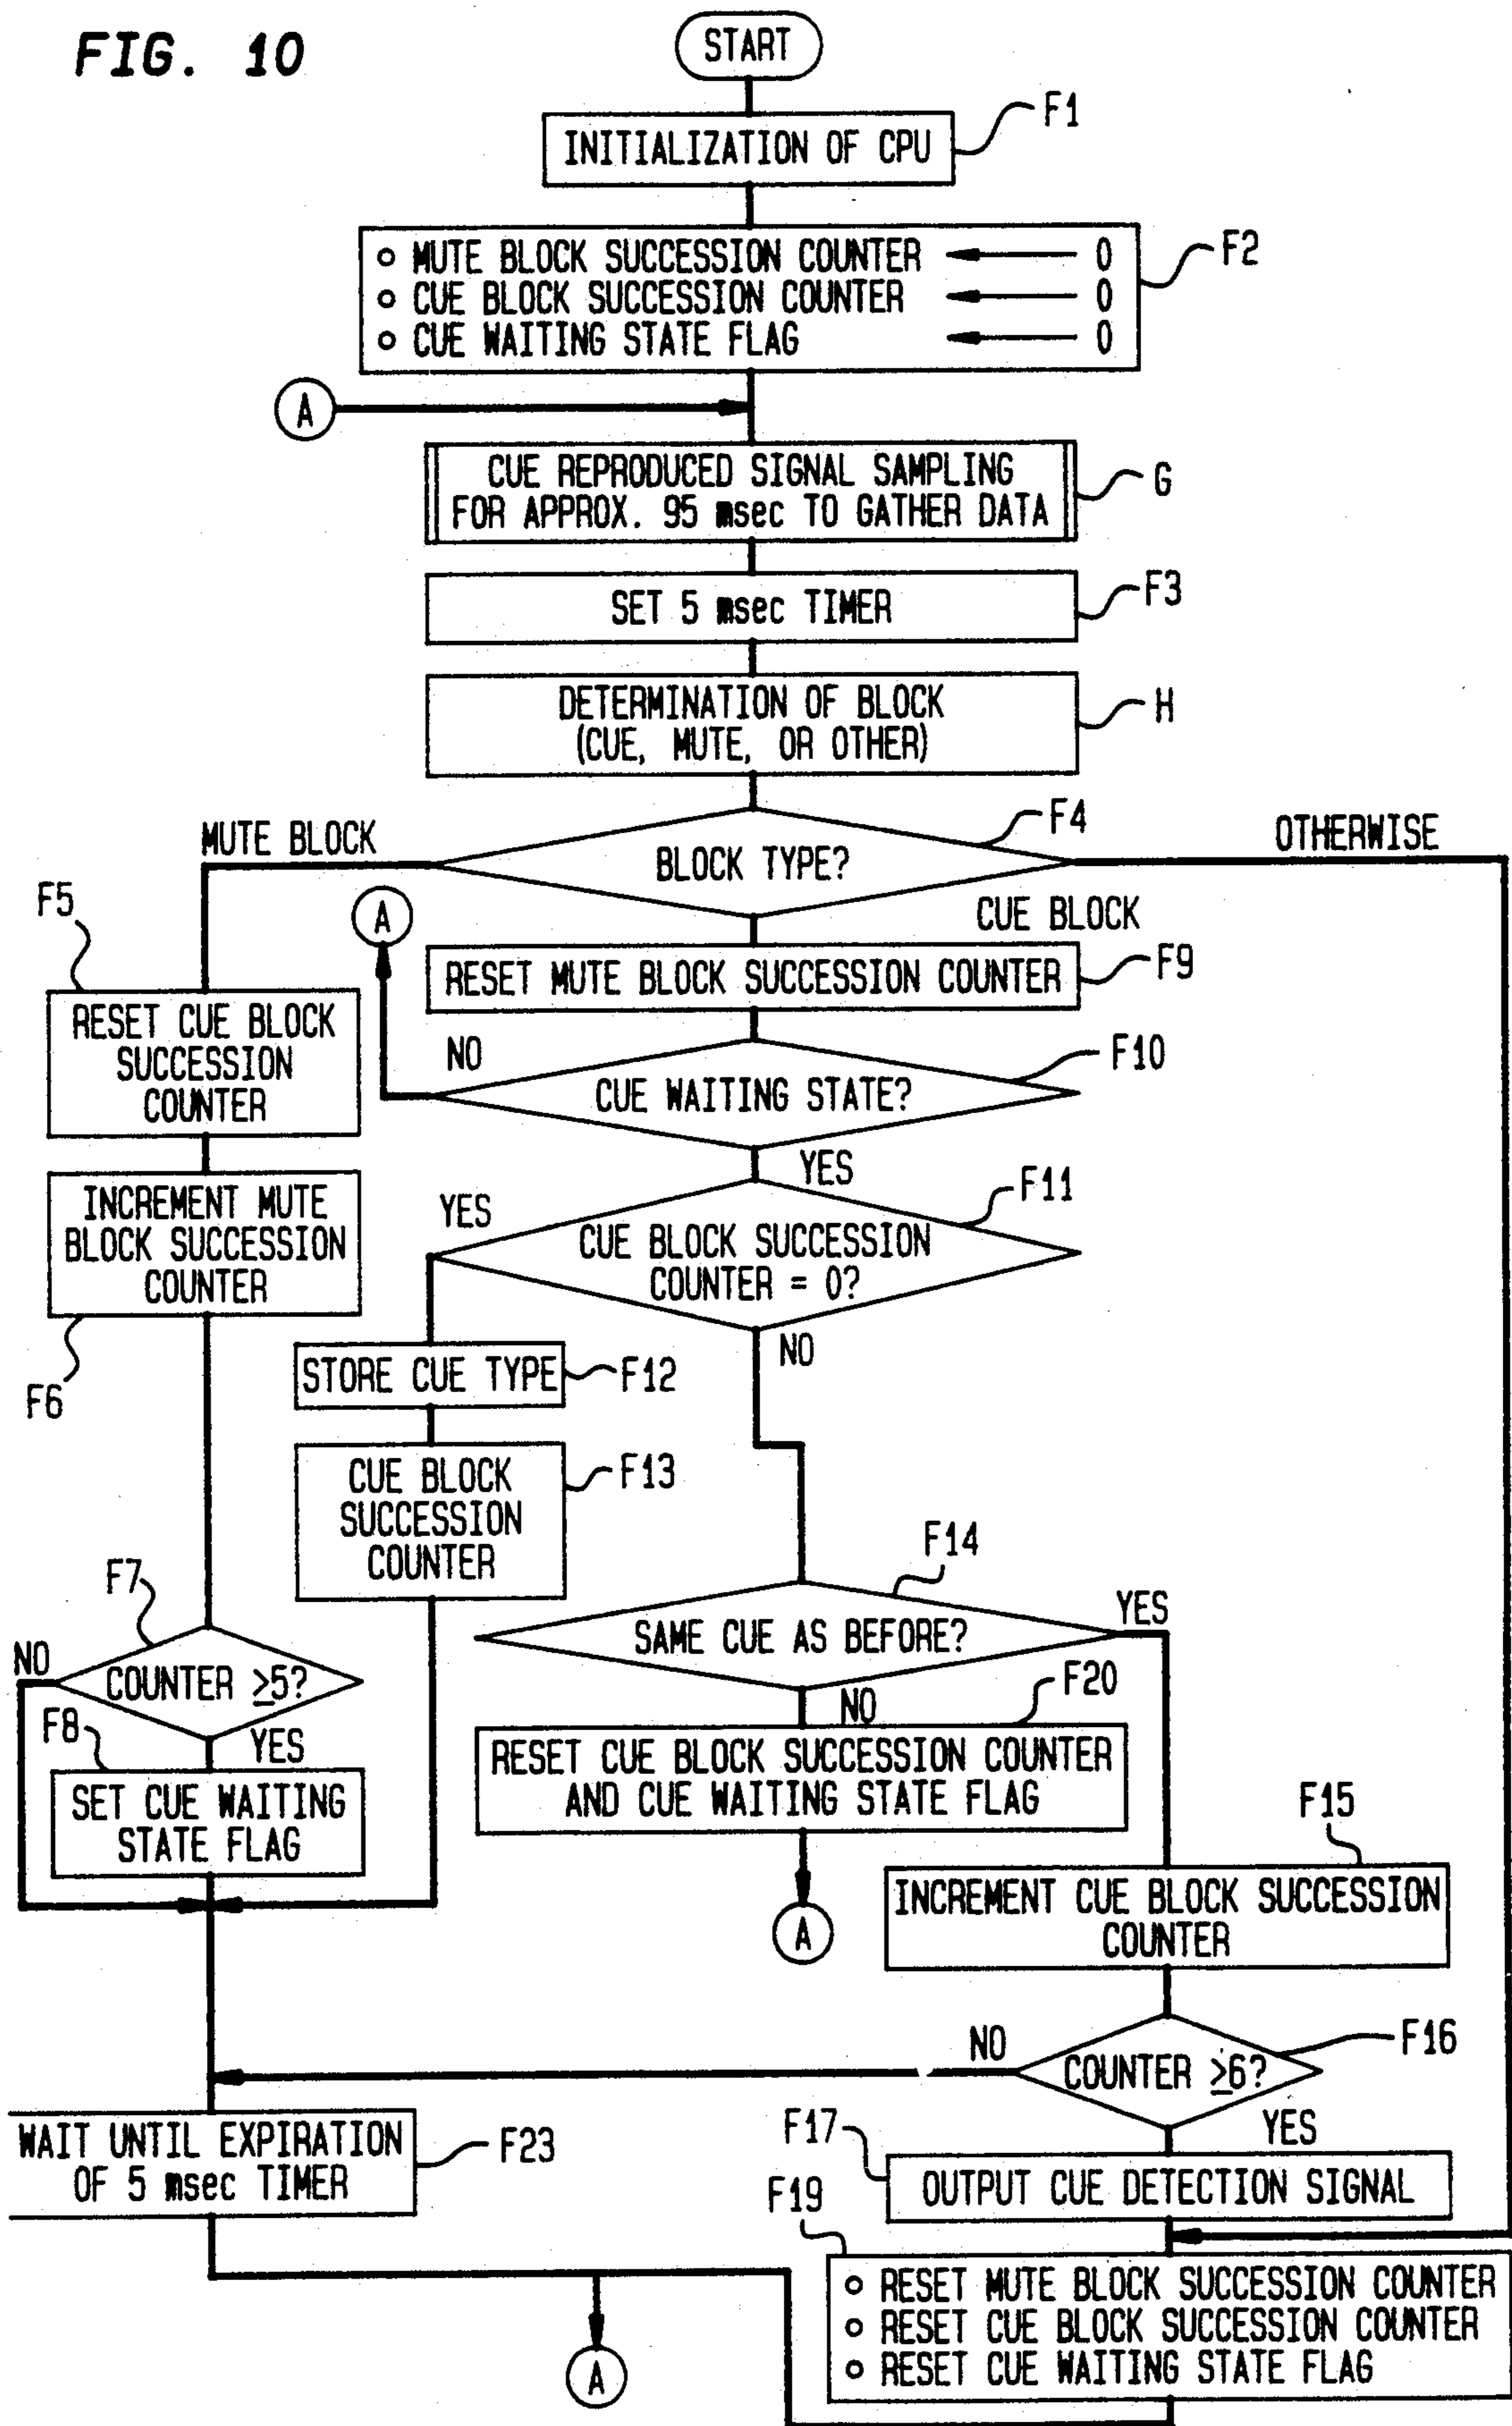 FIG. 10
START
INITIALIZATION OF CPU
F1
○ MUTE BLOCK SUCCESSION COUNTER ← 0
○ CUE BLOCK SUCCESSION COUNTER ← 0
○ CUE WAITING STATE FLAG ← 0
F2
A
CUE REPRODUCED SIGNAL SAMPLING
FOR APPROX. 95 msec TO GATHER DATA
G
SET 5 msec TIMER
F3
DETERMINATION OF BLOCK
(CUE, MUTE, OR OTHER)
H
MUTE BLOCK
BLOCK TYPE?
F4
OTHERWISE
CUE BLOCK
F5
A
RESET MUTE BLOCK SUCCESSION COUNTER
F9
RESET CUE BLOCK
SUCCESSION
COUNTER
NO
CUE WAITING STATE?
F10
YES
INCREMENT MUTE
BLOCK SUCCESSION
COUNTER
F6
YES
CUE BLOCK SUCCESSION
COUNTER = 0?
F11
NO
STORE CUE TYPE
F12
CUE BLOCK
SUCCESSION
COUNTER
F13
F14
SAME CUE AS BEFORE?
YES
NO
F7
NO
COUNTER ≥5?
YES
F8
SET CUE WAITING
STATE FLAG
F20
RESET CUE BLOCK SUCCESSION COUNTER
AND CUE WAITING STATE FLAG
A
F15
INCREMENT CUE BLOCK SUCCESSION
COUNTER
NO
COUNTER ≥6?
F16
YES
WAIT UNTIL EXPIRATION
OF 5 msec TIMER
F23
F17
OUTPUT CUE DETECTION SIGNAL
F19
○ RESET MUTE BLOCK SUCCESSION COUNTER
○ RESET CUE BLOCK SUCCESSION COUNTER
○ RESET CUE WAITING STATE FLAG
A